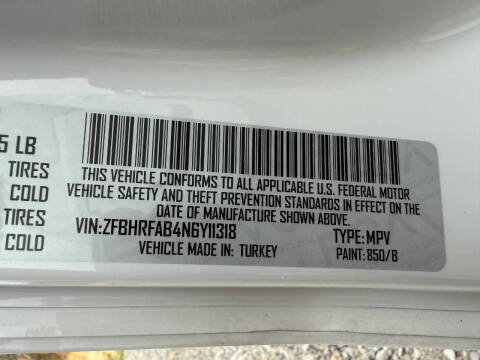 5 LB
TIRES
COLD
TIRES
COLD
THIS VEHICLE CONFORMS TO ALL APPLICABLE U.S. FEDERAL MOTOR
VEHICLE SAFETY AND THEFT PREVENTION STANDARDS IN EFFECT ON THE
DATE OF MANUFACTURE SHOWN ABOVE.
VIN:ZFBHRFAB4N6Y11318 TYPE:MPV
VEHICLE MADE IN: TURKEY PAINT: 850/B